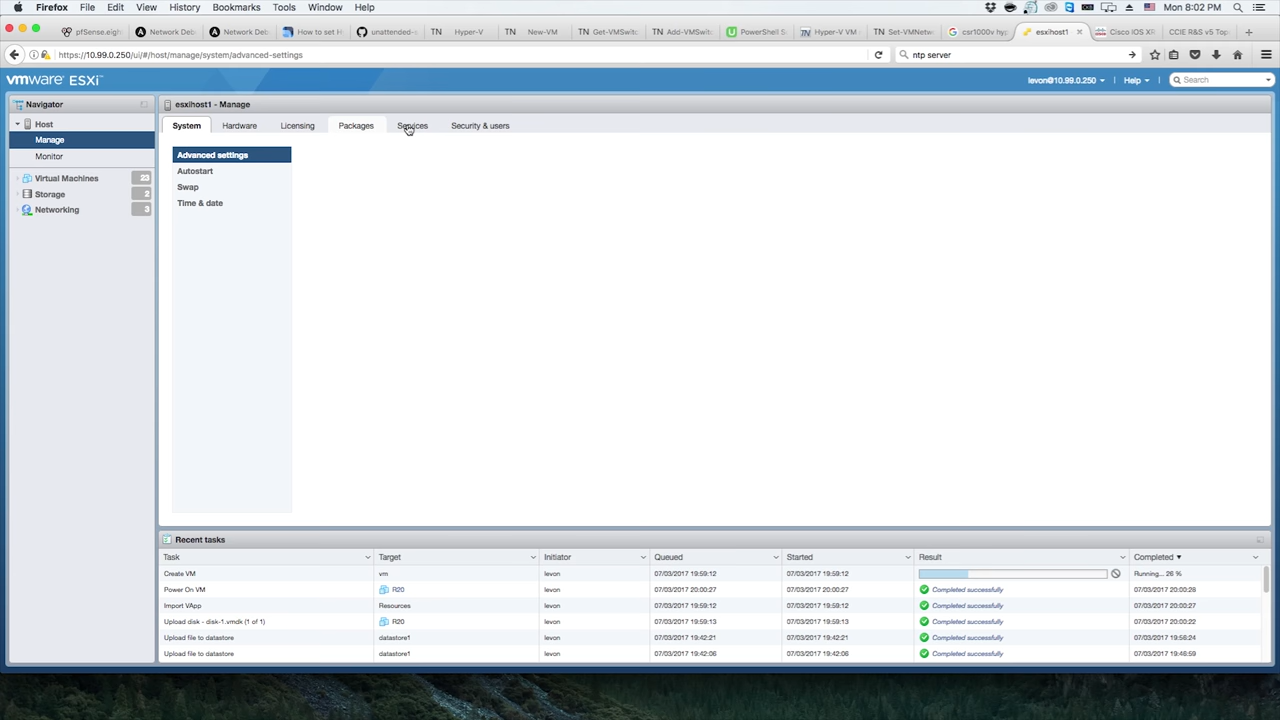 Firefox File Edit View History Bookmarks Tools Window Help Mon 8:02 PM
pfSense.eigh Network Deb Network Deb How to set H unattended- Hyper-V New-VM Get-VMSwitc Add-VMSwit PowerShell S Hyper-V VM Set-VMNetw csr1000v hyp esxihost1 Cisco IOS XR CCIE R&S v5 Top
https://10.99.0.250/ui/#/host/manage/system/advanced-settings ntp server
vmware ESXi™ levon@10.99.0.250 Help Search
Navigator
Host
Manage
Monitor
Virtual Machines 23
Storage 2
Networking 3
esxihost1 - Manage
System Hardware Licensing Packages Services Security & users
Advanced settings
Autostart
Swap
Time & date
Recent tasks
Task Target Initiator Queued Started Result Completed
Create VM vm levon 07/03/2017 19:59:12 07/03/2017 19:59:12 Running... 26 %
Power On VM R20 levon 07/03/2017 20:00:27 07/03/2017 20:00:27 Completed successfully 07/03/2017 20:00:28
Import VApp Resources levon 07/03/2017 19:59:12 07/03/2017 19:59:12 Completed successfully 07/03/2017 20:00:27
Upload disk - disk-1.vmdk (1 of 1) R20 levon 07/03/2017 19:59:13 07/03/2017 19:59:13 Completed successfully 07/03/2017 20:00:22
Upload file to datastore datastore1 levon 07/03/2017 19:42:21 07/03/2017 19:42:21 Completed successfully 07/03/2017 19:56:24
Upload file to datastore datastore1 levon 07/03/2017 19:42:06 07/03/2017 19:42:06 Completed successfully 07/03/2017 19:46:59